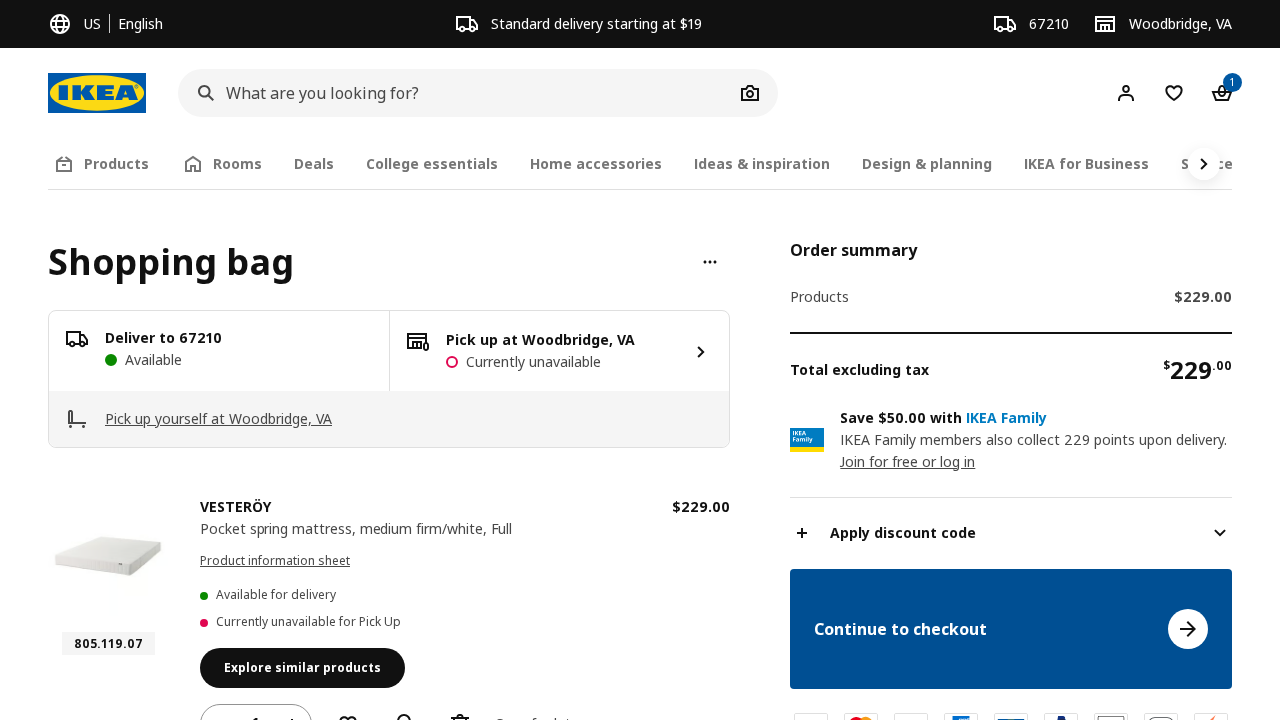 US English
Standard delivery starting at $19
67210
Woodbridge, VA
IKEA
What are you looking for?
1
Products
Rooms
Deals
College essentials
Home accessories
Ideas & inspiration
Design & planning
IKEA for Business
Shopping bag
Deliver to 67210
Available
Pick up at Woodbridge, VA
Currently unavailable
Pick up yourself at Woodbridge, VA
VESTERÖY
$229.00
Pocket spring mattress, medium firm/white, Full
Product information sheet
Available for delivery
Currently unavailable for Pick Up
805.119.07
Explore similar products
Order summary
Products
$229.00
Total excluding tax
$229.00
IKEA
Family
Save $50.00 with IKEA Family
IKEA Family members also collect 229 points upon delivery.
Join for free or log in
Apply discount code
Continue to checkout